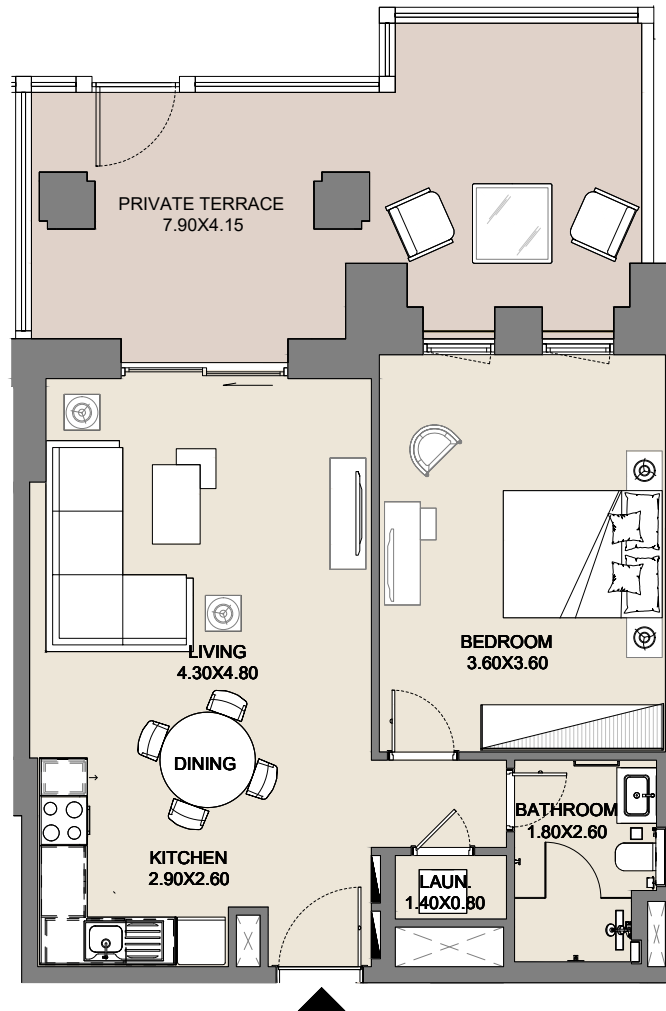 PRIVATE TERRACE
7.90X4.15
LIVING
4.30X4.80
BEDROOM
3.60X3.60
DINING
BATHROOM
1.80X2.60
KITCHEN
2.90X2.60
LAUN.
1.40X0.80